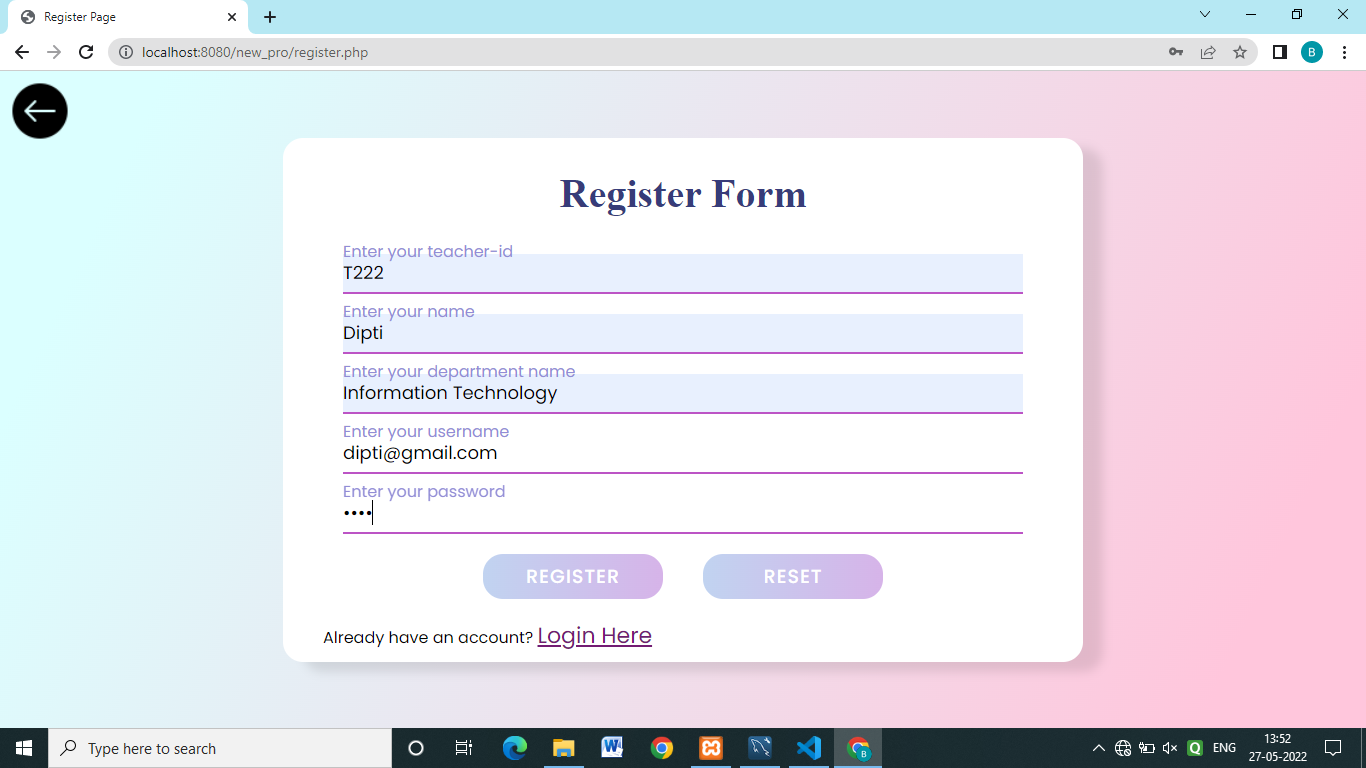 Register Page
localhost:8080/new_pro/register.php
B
Register Form
Enter your teacher-id
T222
Enter your name
Dipti
Enter your department name
Information Technology
Enter your username
dipti@gmail.com
Enter your password
••••
REGISTER RESET
Already have an account? Login Here
Type here to search
W
B
Q
ENG
13:52
27-05-2022